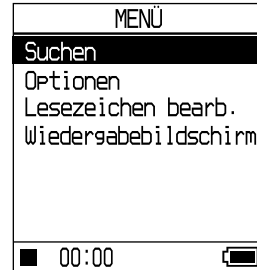 MENÜ
Suchen
Optionen
Lesezeichen bearb.
Wiedergabebildschirm
00:00